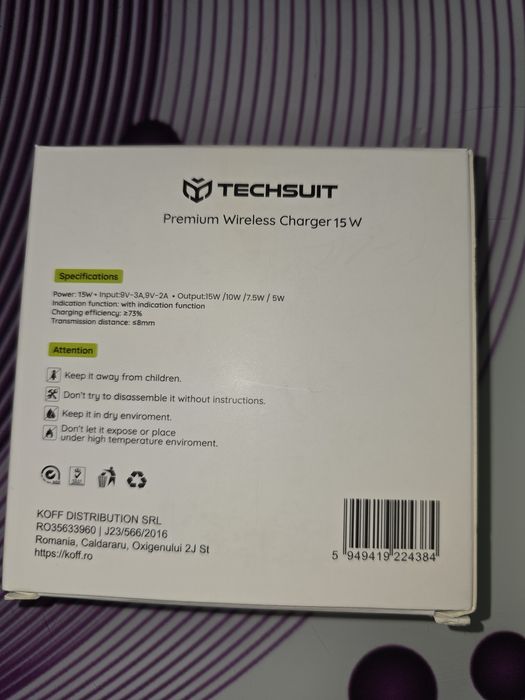 TECHSUIT
Premium Wireless Charger 15W
Specifications
Power: 15W • Input:9V-3A,9V-2A • Output:15W /10W /7.5W / 5W
Indication function: with indication function
Charging efficiency: ≥73%
Transmission distance: ≤8mm
Attention
Keep it away from children.
Don't try to disassemble it without instructions.
Keep it in dry enviroment.
Don't let it expose or place
under high temperature enviroment.
KOFF DISTRIBUTION SRL
RO35633960 | J23/566/2016
Romania, Caldararu, Oxigenului 2J St
https://koff.ro
5 949419 224384